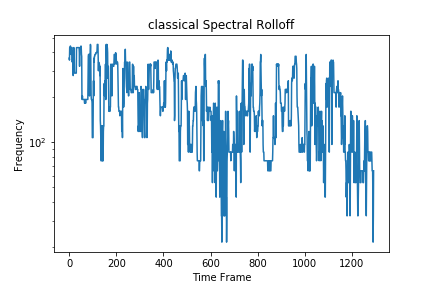 classical Spectral Rolloff
Frequency
10²
0 200 400 600 800 1000 1200
Time Frame